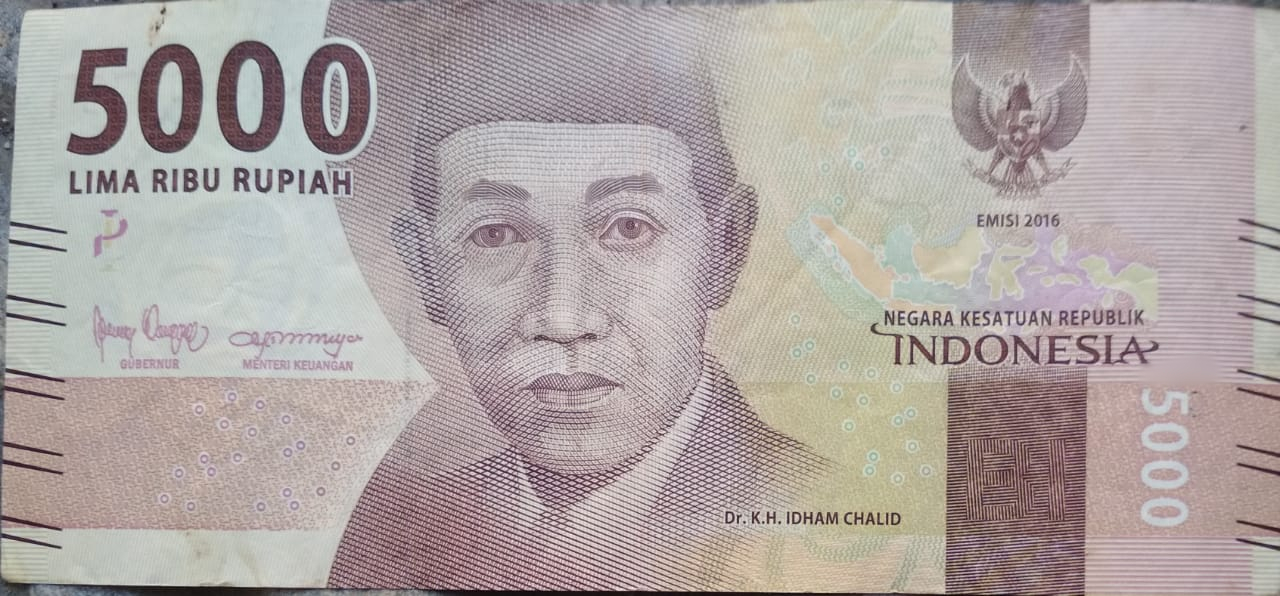 5000
LIMA RIBU RUPIAH
GUBERNUR
MENTERI KEUANGAN
EMISI 2016
NEGARA KESATUAN REPUBLIK
INDONESIA
5000
Dr. K.H. IDHAM CHALID